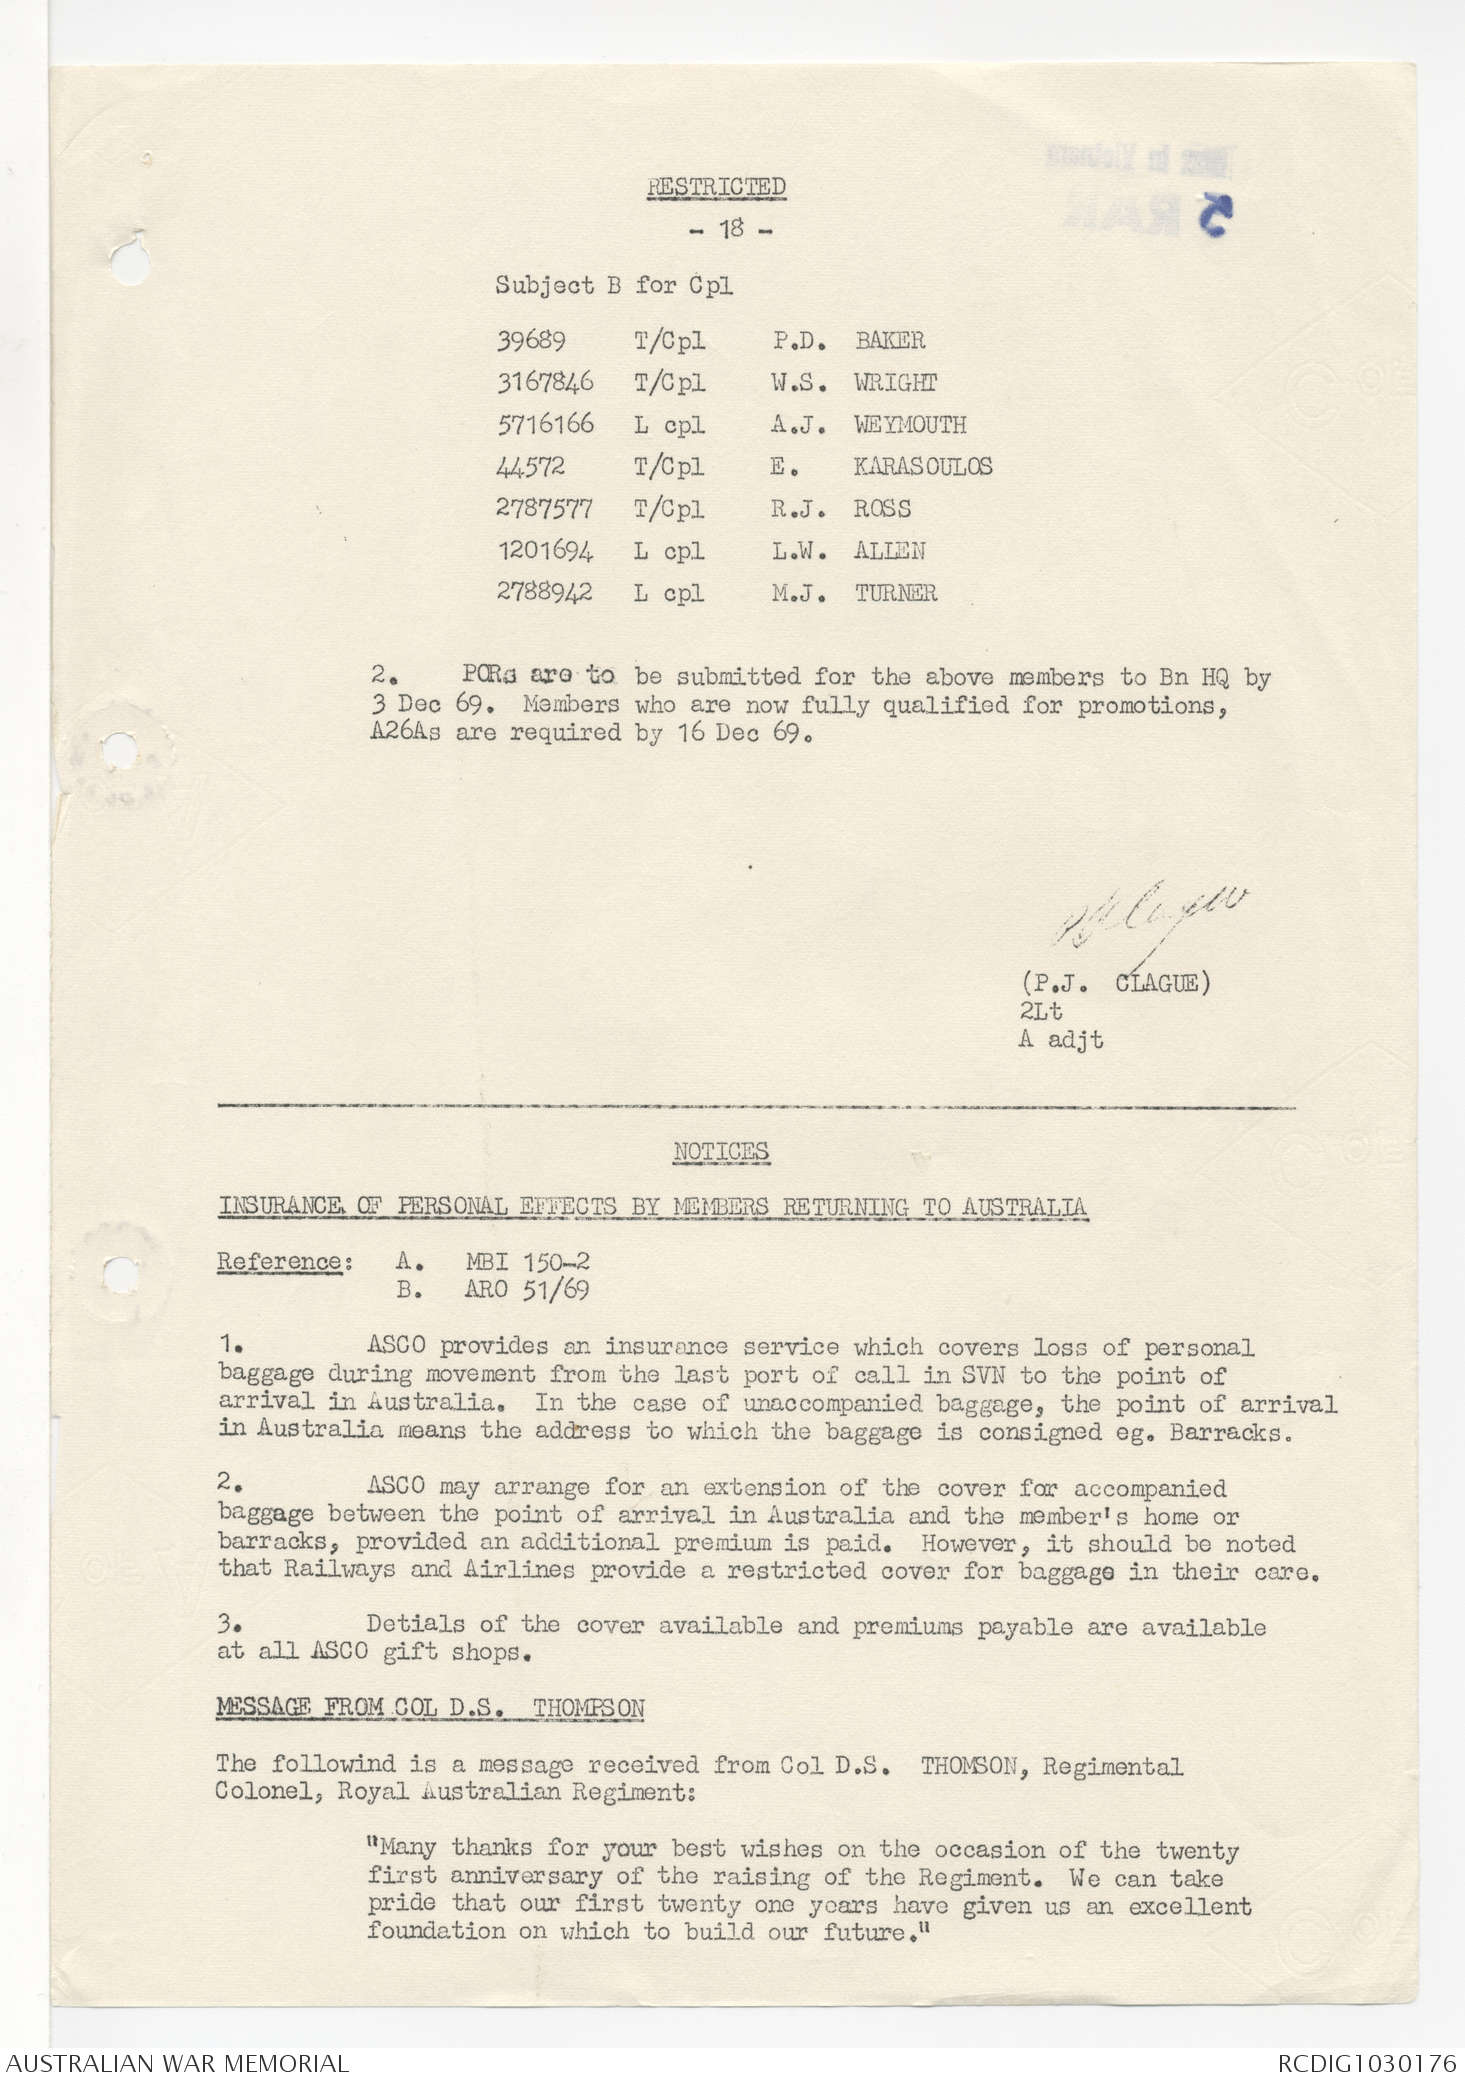 RESTRICTED
- 18 -
5
Subject B for Cpl
39689 T/Cpl P.D. BAKER
3167846 T/Cpl W.S. WRIGHT
5716166 L cpl A.J. WEYMOUTH
44572 T/Cpl E. KARASOULOS
2787577 T/Cpl R.J. ROSS
1201694 L cpl L.W. ALLEN
2788942 L cpl M.J. TURNER
2. PCRs are to be submitted for the above members to Bn HQ by
3 Dec 69. Members who are now fully qualified for promotions,
A26As are required by 16 Dec 69.
(P.J. CLAGUE)
2Lt
A adjt
NOTICES
INSURANCE OF PERSONAL EFFECTS BY MEMBERS RETURNING TO AUSTRALIA
Reference: A. MBI 150-2
B. ARO 51/69
1. ASCO provides an insurance service which covers loss of personal
baggage during movement from the last port of call in SVN to the point of
arrival in Australia. In the case of unaccompanied baggage, the point of arrival
in Australia means the address to which the baggage is consigned eg. Barracks.
2. ASCO may arrange for an extension of the cover for accompanied
baggage between the point of arrival in Australia and the member's home or
barracks, provided an additional premium is paid. However, it should be noted
that Railways and Airlines provide a restricted cover for baggage in their care.
3. Detials of the cover available and premiums payable are available
at all ASCO gift shops.
MESSAGE FROM COL D.S. THOMPSON
The followind is a message received from Col D.S. THOMSON, Regimental
Colonel, Royal Australian Regiment:
"Many thanks for your best wishes on the occasion of the twenty
first anniversary of the raising of the Regiment. We can take
pride that our first twenty one years have given us an excellent
foundation on which to build our future."
AUSTRALIAN WAR MEMORIAL
RCDIG1030176